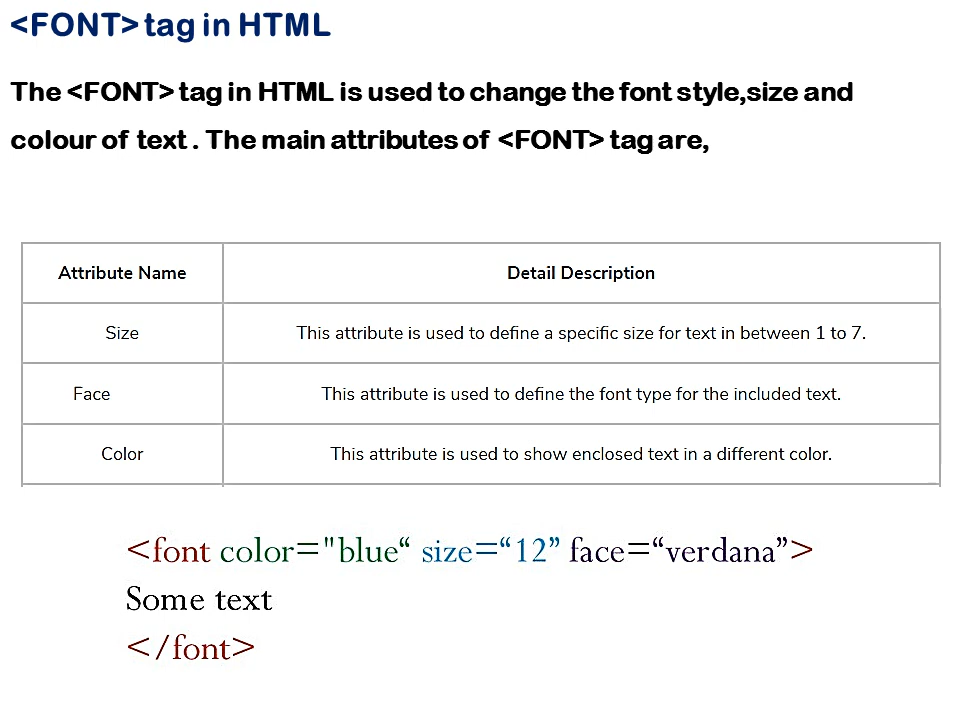 <FONT> tag in HTML
The <FONT> tag in HTML is used to change the font style,size and
colour of text . The main attributes of <FONT> tag are,
Attribute Name Detail Description
Size This attribute is used to define a specific size for text in between 1 to 7.
Face This attribute is used to define the font type for the included text.
Color This attribute is used to show enclosed text in a different color.
<font color="blue“ size=“12” face=“verdana”>
Some text
</font>